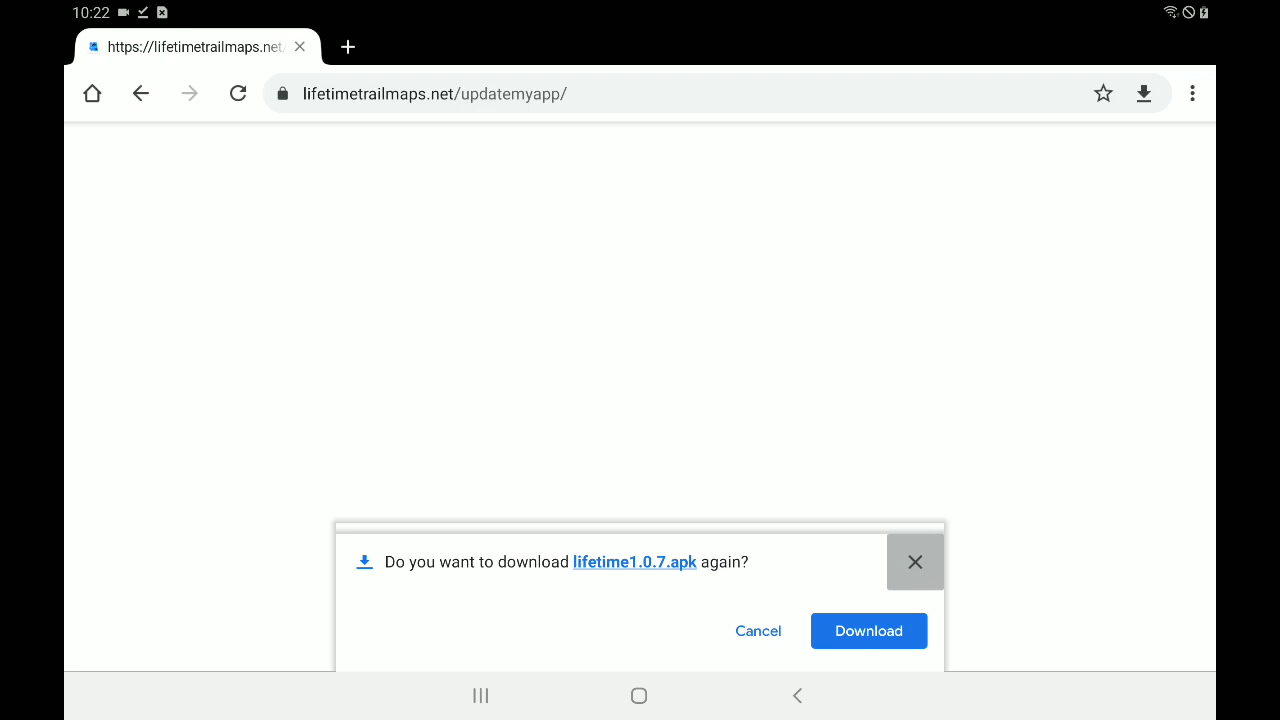 10:22
https://lifetimetrailmaps.net/
lifetimetrailmaps.net/updatemyapp/
Do you want to download lifetime1.0.7.apk again?
Cancel
Download